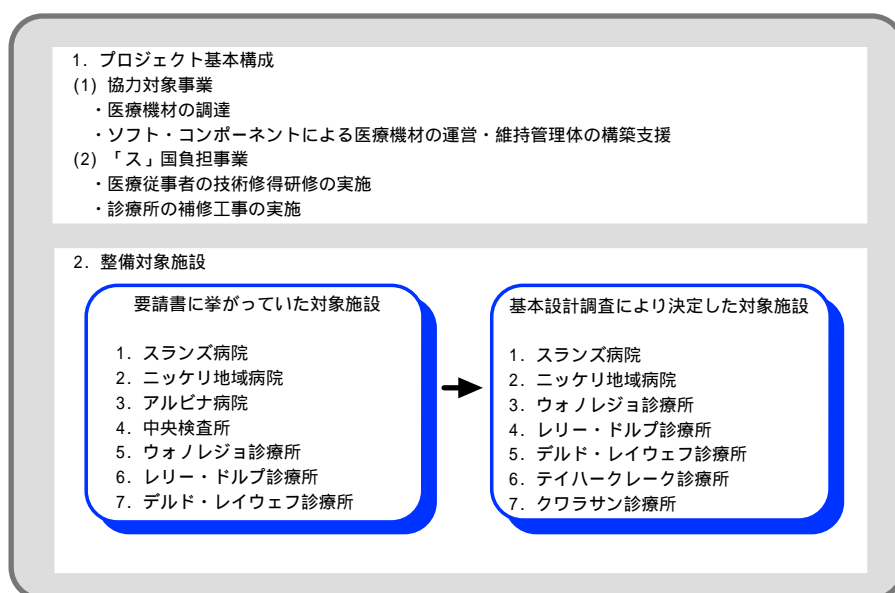 1. プロジェクト基本構成
(1) 協力対象事業
・医療機材の調達
・ソフト・コンポーネントによる医療機材の運営・維持管理体の構築支援
(2) 「ス」国負担事業
・医療従事者の技術修得研修の実施
・診療所の補修工事の実施
2. 整備対象施設
要請書に挙がっていた対象施設
1. スランズ病院
2. ニッケリ地域病院
3. アルビナ病院
4. 中央検査所
5. ウォノレジョ診療所
6. レリー・ドルプ診療所
7. デルド・レイウェフ診療所
基本設計調査により決定した対象施設
1. スランズ病院
2. ニッケリ地域病院
3. ウォノレジョ診療所
4. レリー・ドルプ診療所
5. デルド・レイウェフ診療所
6. テイハークレーク診療所
7. クワラサン診療所